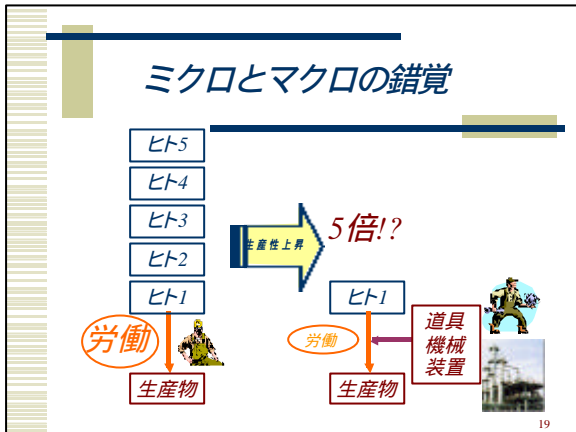 ミクロとマクロの錯覚
ヒト5
ヒト4
ヒト3
ヒト2
ヒト1
労働
生産物
生産性上昇
5倍!?
ヒト1
労働
道具
機械
装置
生産物
19